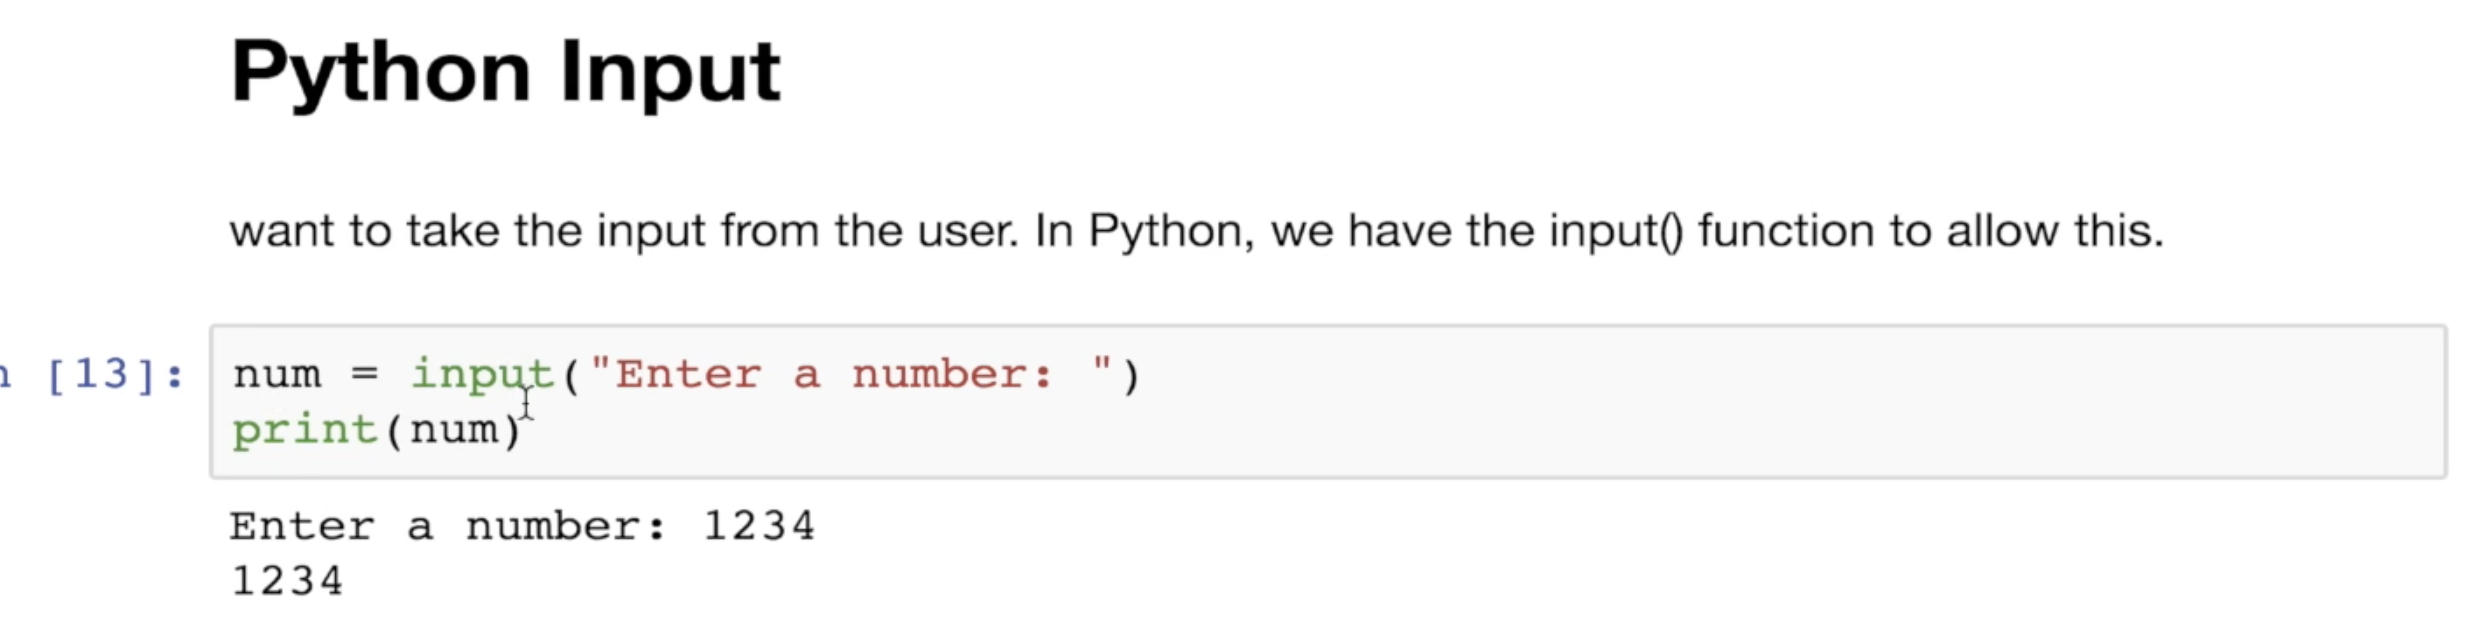 Python Input
want to take the input from the user. In Python, we have the input() function to allow this.
[13]: num = input("Enter a number: ")
print(num)
Enter a number: 1234
1234